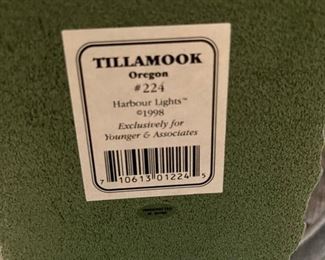 TILLAMOOK
Oregon
#224
Harbour Lights™
©1998
Exclusively for
Younger & Associates
7 10613 01224 5